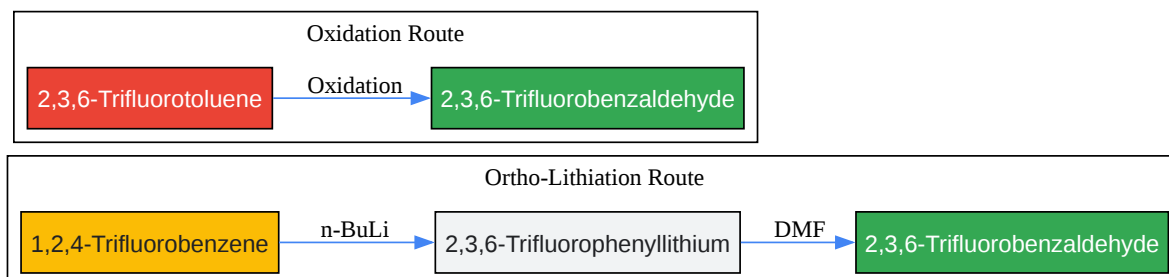 Oxidation Route
2,3,6-Trifluorotoluene
Oxidation
2,3,6-Trifluorobenzaldehyde
Ortho-Lithiation Route
1,2,4-Trifluorobenzene
n-BuLi
2,3,6-Trifluorophenyllithium
DMF
2,3,6-Trifluorobenzaldehyde